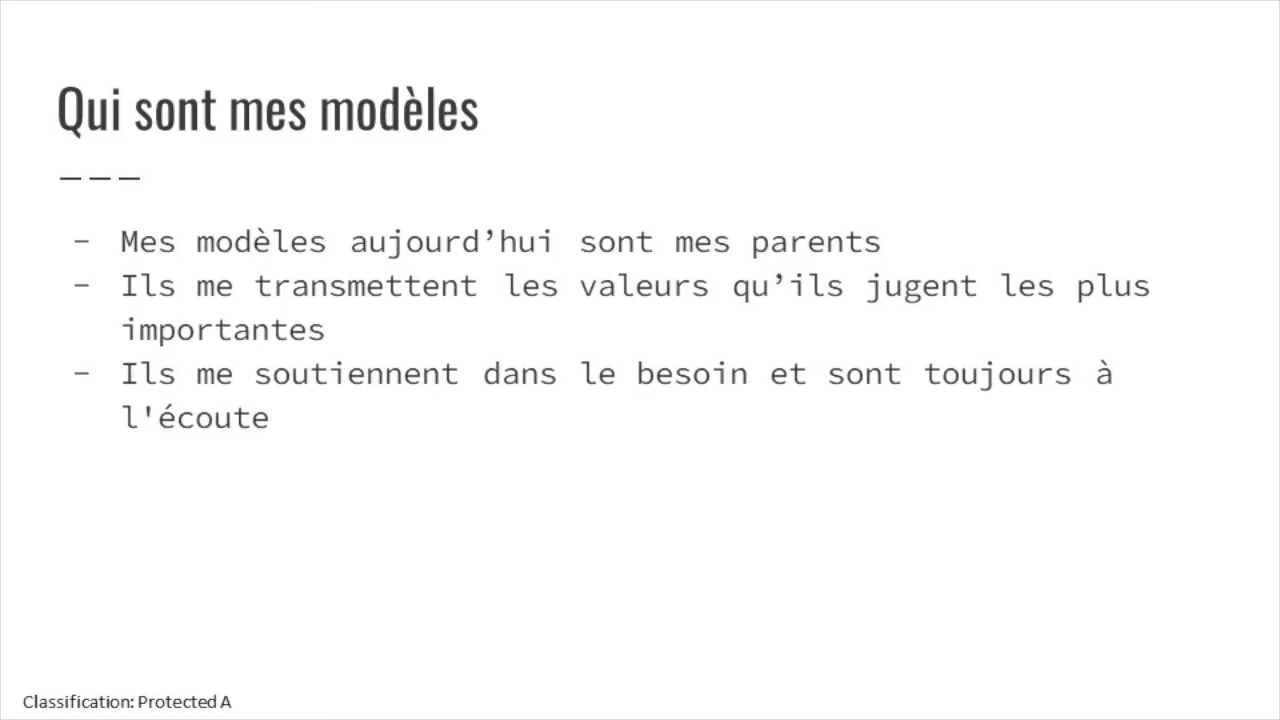 Qui sont mes modèles
– Mes modèles aujourd’hui sont mes parents
– Ils me transmettent les valeurs qu’ils jugent les plus
importantes
– Ils me soutiennent dans le besoin et sont toujours à
l'écoute
Classification: Protected A